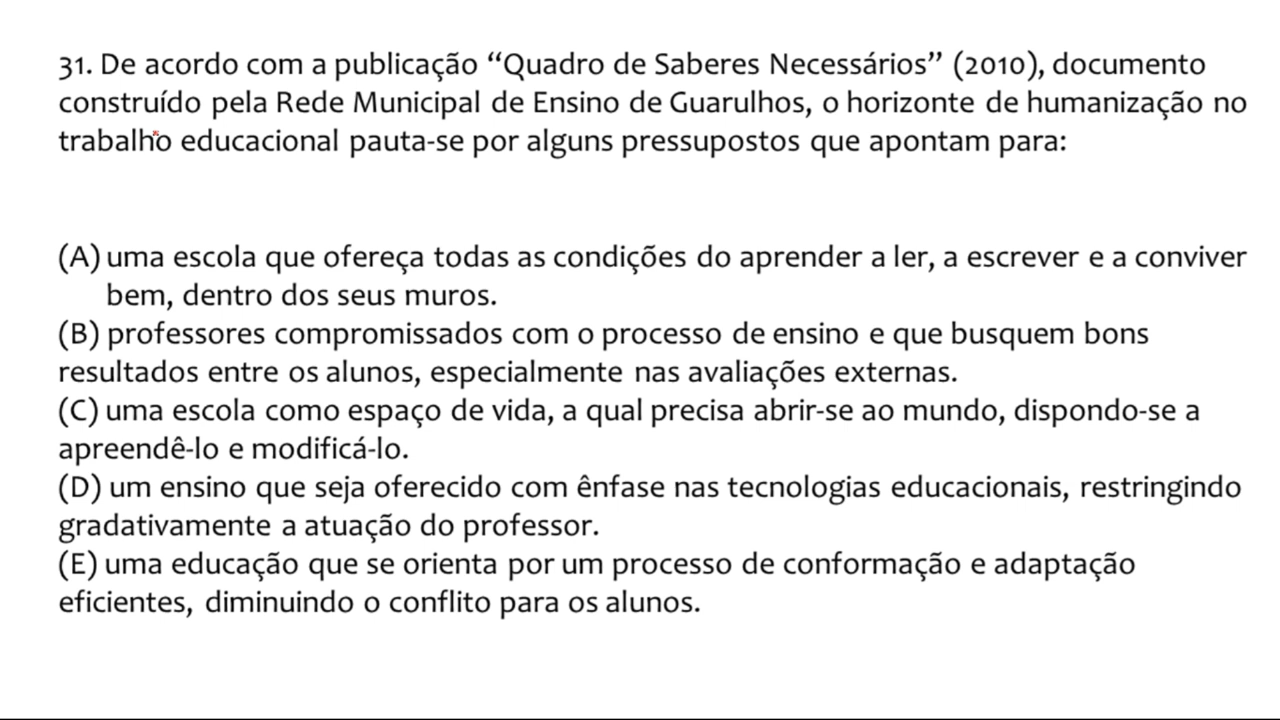 31. De acordo com a publicação “Quadro de Saberes Necessários” (2010), documento
construído pela Rede Municipal de Ensino de Guarulhos, o horizonte de humanização no
trabalho educacional pauta-se por alguns pressupostos que apontam para:
(A) uma escola que ofereça todas as condições do aprender a ler, a escrever e a conviver
bem, dentro dos seus muros.
(B) professores compromissados com o processo de ensino e que busquem bons
resultados entre os alunos, especialmente nas avaliações externas.
(C) uma escola como espaço de vida, a qual precisa abrir-se ao mundo, dispondo-se a
apreendê-lo e modificá-lo.
(D) um ensino que seja oferecido com ênfase nas tecnologias educacionais, restringindo
gradativamente a atuação do professor.
(E) uma educação que se orienta por um processo de conformação e adaptação
eficientes, diminuindo o conflito para os alunos.